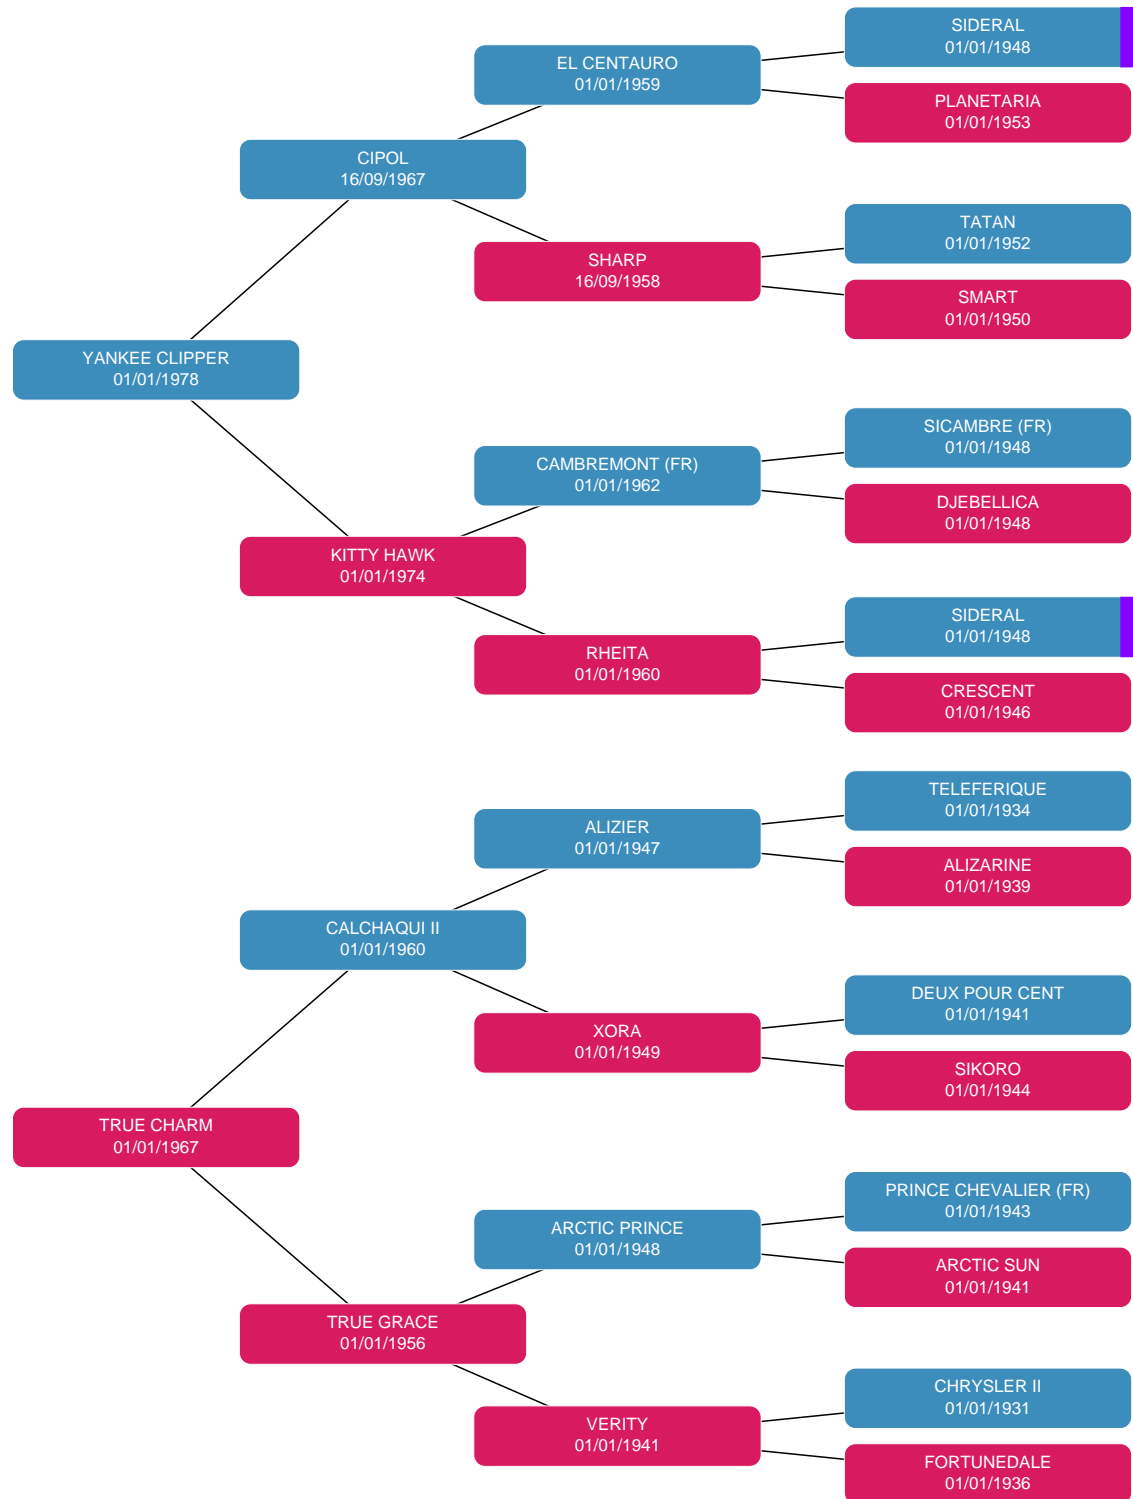 SIDERAL
01/01/1948
EL CENTAURO
01/01/1959
PLANETARIA
01/01/1953
CIPOL
16/09/1967
TATAN
01/01/1952
SHARP
16/09/1958
SMART
01/01/1950
YANKEE CLIPPER
01/01/1978
SICAMBRE (FR)
01/01/1948
CAMBREMONT (FR)
01/01/1962
DJEBELLICA
01/01/1948
KITTY HAWK
01/01/1974
SIDERAL
01/01/1948
RHEITA
01/01/1960
CRESCENT
01/01/1946
TELEFERIQUE
01/01/1934
ALIZIER
01/01/1947
ALIZARINE
01/01/1939
CALCHAQUI II
01/01/1960
DEUX POUR CENT
01/01/1941
XORA
01/01/1949
SIKORO
01/01/1944
TRUE CHARM
01/01/1967
PRINCE CHEVALIER (FR)
01/01/1943
ARCTIC PRINCE
01/01/1948
ARCTIC SUN
01/01/1941
TRUE GRACE
01/01/1956
CHRYSLER II
01/01/1931
VERITY
01/01/1941
FORTUNEDALE
01/01/1936